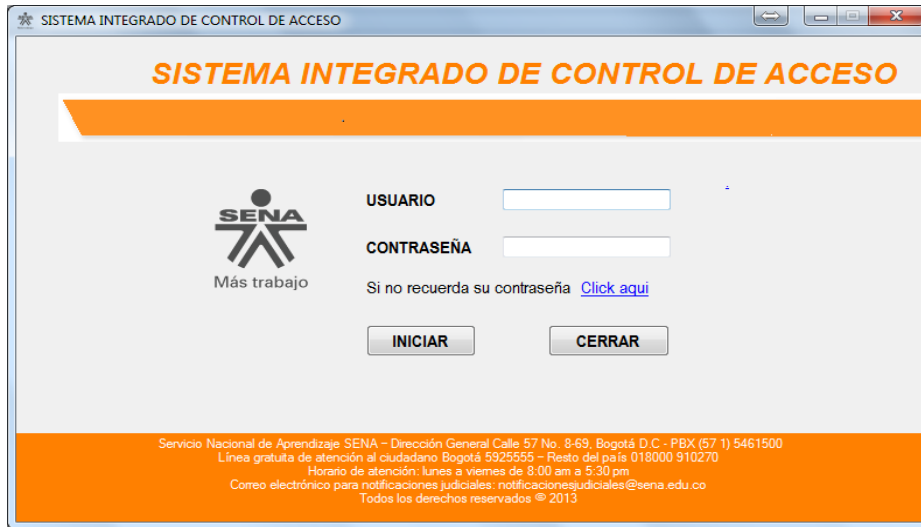 SISTEMA INTEGRADO DE CONTROL DE ACCESO
SISTEMA INTEGRADO DE CONTROL DE ACCESO
SENA
Más trabajo
USUARIO
CONTRASEÑA
Si no recuerda su contraseña Click aqui
INICIAR CERRAR
Servicio Nacional de Aprendizaje SENA – Dirección General Calle 57 No. 8-69, Bogotá D.C - PBX (57 1) 5461500
Línea gratuita de atención al ciudadano Bogotá 5925555 – Resto del país 018000 910270
Horario de atención: lunes a viernes de 8:00 am a 5:30 pm
Correo electrónico para notificaciones judiciales: notificacionesjudiciales@sena.edu.co
Todos los derechos reservados © 2013